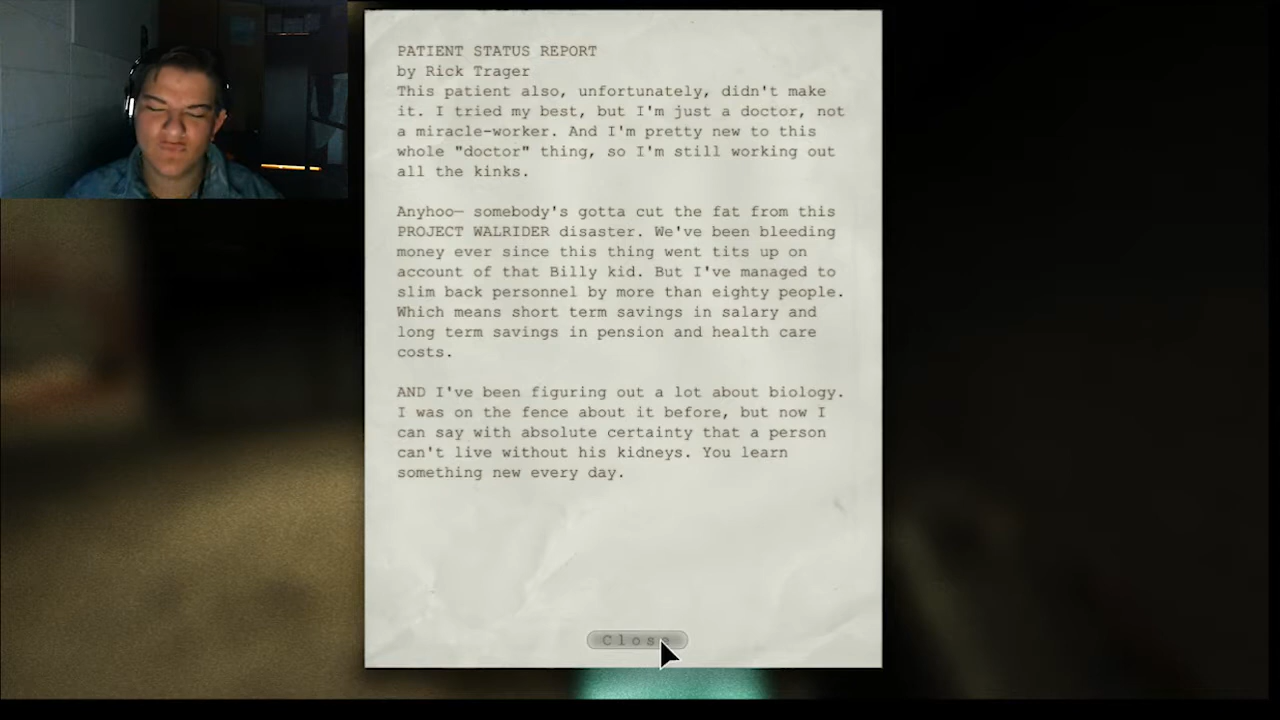 PATIENT STATUS REPORT
by Rick Trager
This patient also, unfortunately, didn't make
it. I tried my best, but I'm just a doctor, not
a miracle-worker. And I'm pretty new to this
whole "doctor" thing, so I'm still working out
all the kinks.
Anyhoo— somebody's gotta cut the fat from this
PROJECT WALRIDER disaster. We've been bleeding
money ever since this thing went tits up on
account of that Billy kid. But I've managed to
slim back personnel by more than eighty people.
Which means short term savings in salary and
long term savings in pension and health care
costs.
AND I've been figuring out a lot about biology.
I was on the fence about it before, but now I
can say with absolute certainty that a person
can't live without his kidneys. You learn
something new every day.
Close